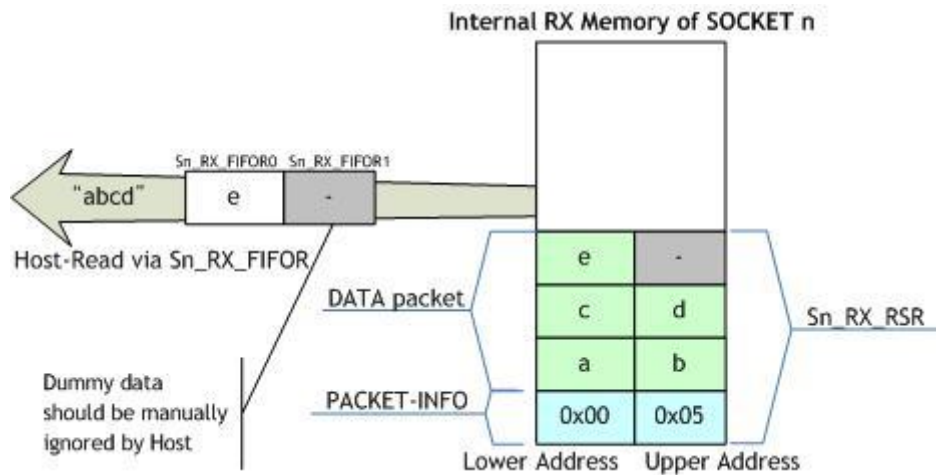 Internal RX Memory of SOCKET n
Sn_RX_FIFOR0 Sn_RX_FIFOR1
"abcd" e -
Host-Read via Sn_RX_FIFOR
e -
DATA packet
c d
Sn_RX_RSR
a b
Dummy data
should be manually
ignored by Host
PACKET-INFO
0x00 0x05
Lower Address Upper Address